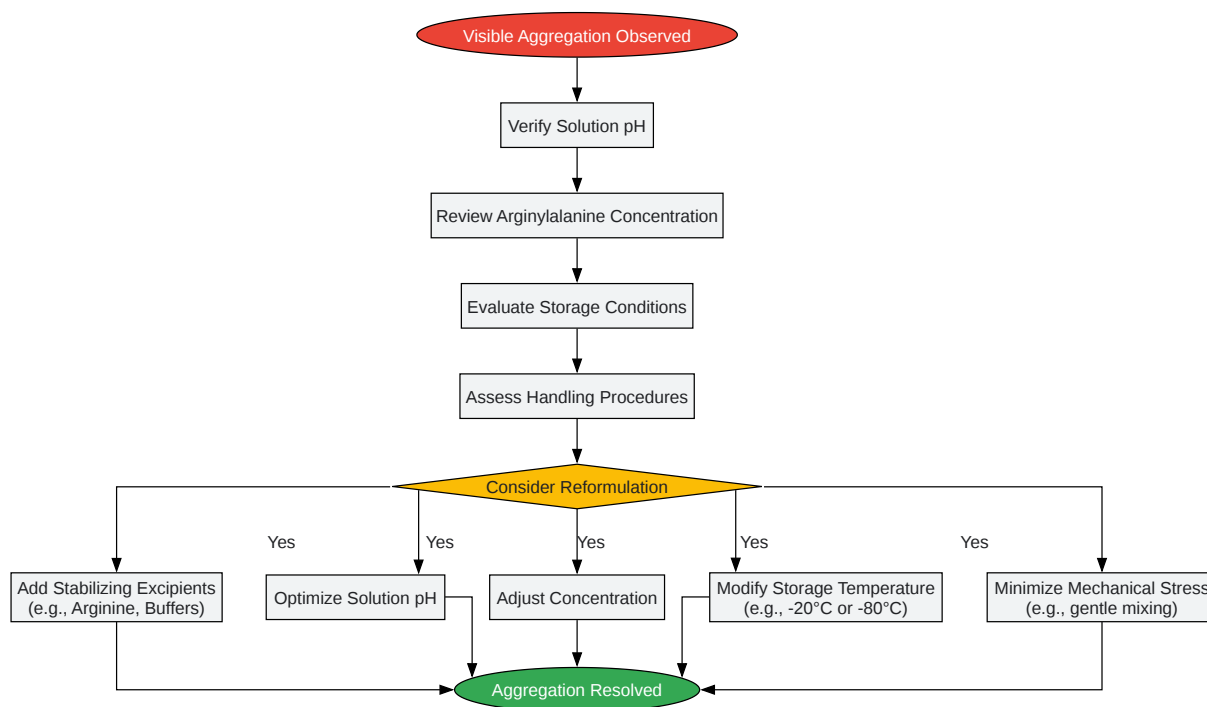 Visible Aggregation Observed
Verify Solution pH
Review Arginylalanine Concentration
Evaluate Storage Conditions
Assess Handling Procedures
Consider Reformulation
Yes
Yes
Yes
Yes
Yes
Add Stabilizing Excipients
(e.g., Arginine, Buffers)
Optimize Solution pH
Adjust Concentration
Modify Storage Temperature
(e.g., -20°C or -80°C)
Minimize Mechanical Stress
(e.g., gentle mixing)
Aggregation Resolved